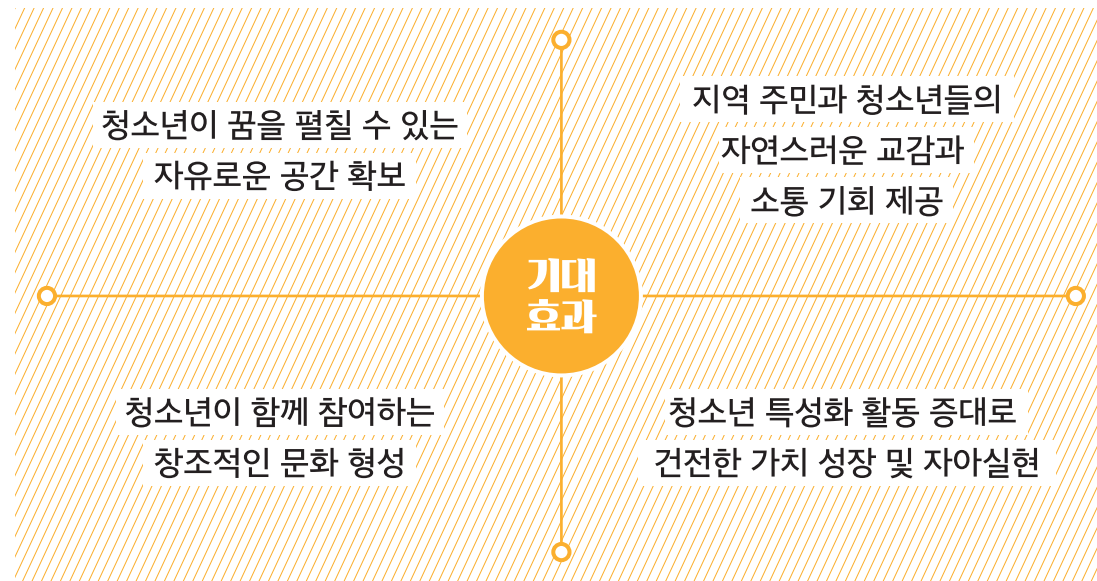 청소년이 꿈을 펼칠 수 있는
자유로운 공간 확보
지역 주민과 청소년들의
자연스러운 교감과
소통 기회 제공
기대
효과
청소년이 함께 참여하는
창조적인 문화 형성
청소년 특성화 활동 증대로
건전한 가치 성장 및 자아실현